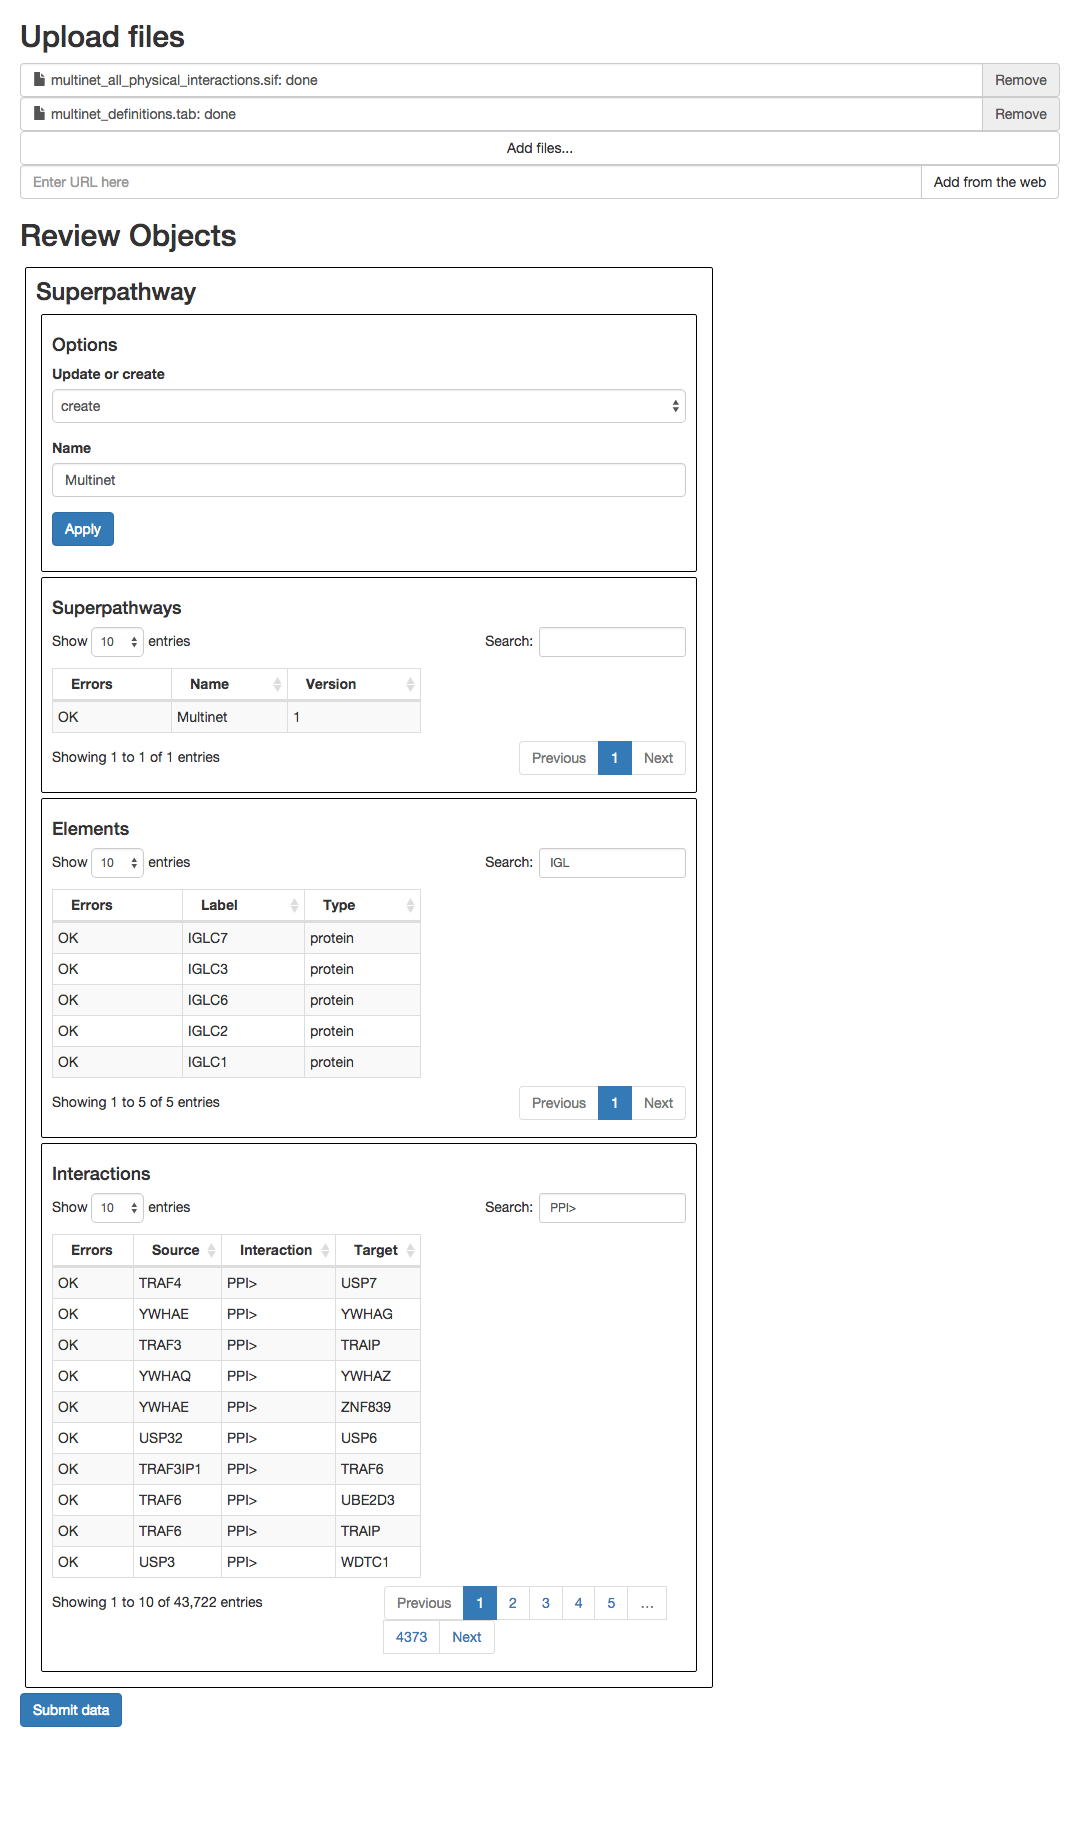 Upload files
multinet_all_physical_interactions.sif: done Remove
multinet_definitions.tab: done Remove
Add files...
Enter URL here Add from the web
Review Objects
Superpathway
Options
Update or create
create
Name
Multinet
Apply
Superpathways
Show 10 entries Search:
Errors Name Version
OK Multinet 1
Showing 1 to 1 of 1 entries Previous 1 Next
Elements
Show 10 entries Search: IGL
Errors Label Type
OK IGLC7 protein
OK IGLC3 protein
OK IGLC6 protein
OK IGLC2 protein
OK IGLC1 protein
Showing 1 to 5 of 5 entries Previous 1 Next
Interactions
Show 10 entries Search: PPI>
Errors Source Interaction Target
OK TRAF4 PPI> USP7
OK YWHAE PPI> YWHAG
OK TRAF3 PPI> TRAIP
OK YWHAQ PPI> YWHAZ
OK YWHAE PPI> ZNF839
OK USP32 PPI> USP6
OK TRAF3IP1 PPI> TRAF6
OK TRAF6 PPI> UBE2D3
OK TRAF6 PPI> TRAIP
OK USP3 PPI> WDTC1
Showing 1 to 10 of 43,722 entries Previous 1 2 3 4 5 …
4373 Next
Submit data